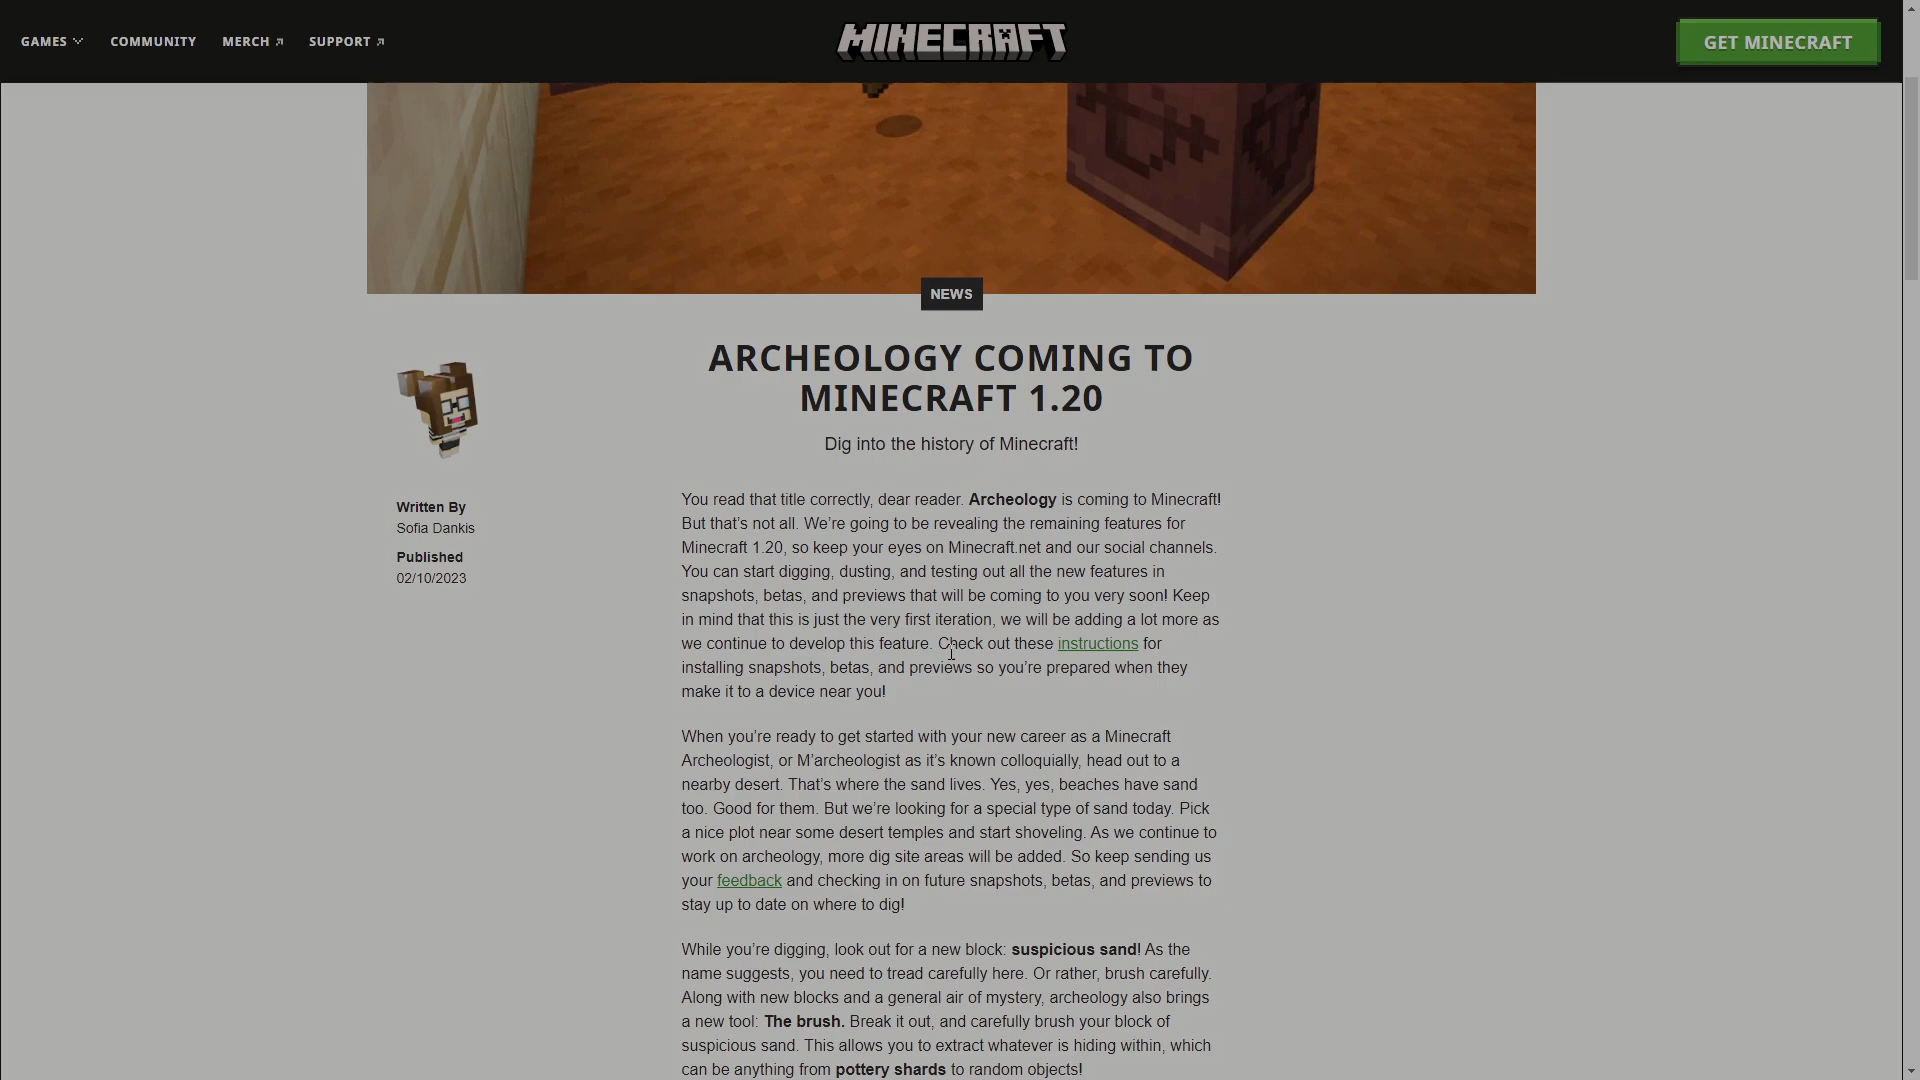 GAMES
COMMUNITY
MERCH
SUPPORT
MINECRAFT
GET MINECRAFT
NEWS
ARCHEOLOGY COMING TO
MINECRAFT 1.20
Dig into the history of Minecraft!
Written By
Sofia Dankis
Published
02/10/2023
You read that title correctly, dear reader. Archeology is coming to Minecraft!
But that’s not all. We’re going to be revealing the remaining features for
Minecraft 1.20, so keep your eyes on Minecraft.net and our social channels.
You can start digging, dusting, and testing out all the new features in
snapshots, betas, and previews that will be coming to you very soon! Keep
in mind that this is just the very first iteration, we will be adding a lot more as
we continue to develop this feature. Check out these instructions for
installing snapshots, betas, and previews so you’re prepared when they
make it to a device near you!
When you’re ready to get started with your new career as a Minecraft
Archeologist, or M’archeologist as it’s known colloquially, head out to a
nearby desert. That’s where the sand lives. Yes, yes, beaches have sand
too. Good for them. But we’re looking for a special type of sand today. Pick
a nice plot near some desert temples and start shoveling. As we continue to
work on archeology, more dig site areas will be added. So keep sending us
your feedback and checking in on future snapshots, betas, and previews to
stay up to date on where to dig!
While you’re digging, look out for a new block: suspicious sand! As the
name suggests, you need to tread carefully here. Or rather, brush carefully.
Along with new blocks and a general air of mystery, archeology also brings
a new tool: The brush. Break it out, and carefully brush your block of
suspicious sand. This allows you to extract whatever is hiding within, which
can be anything from pottery shards to random objects!